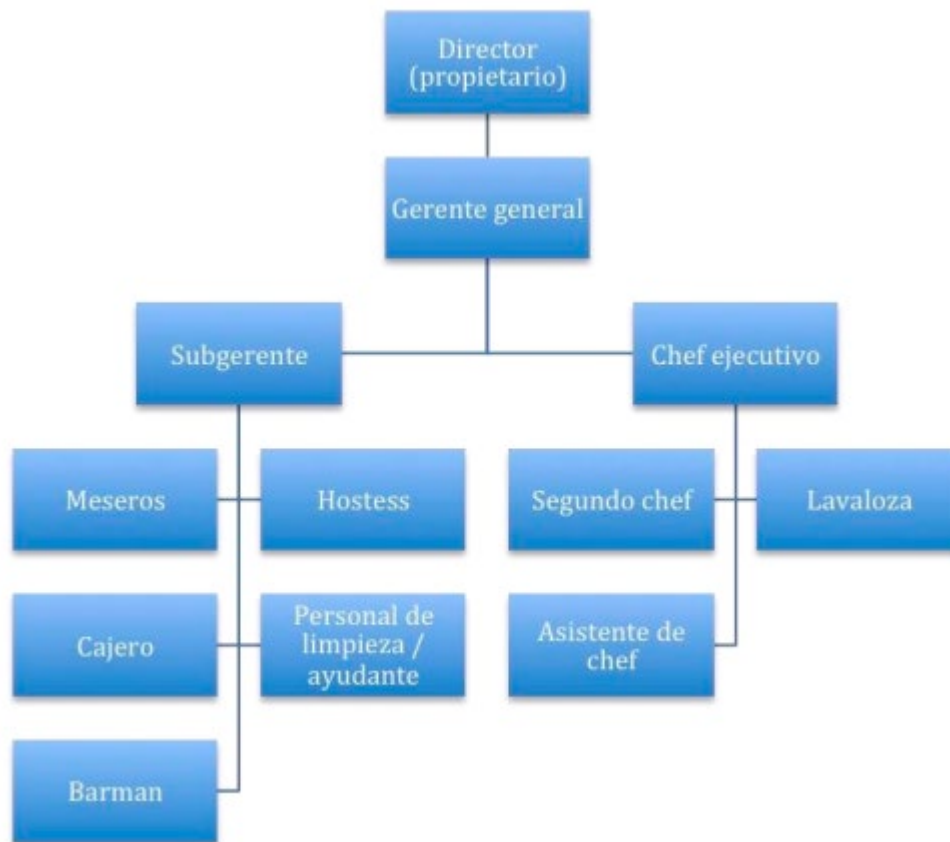 Director
(propietario)
Gerente general
Subgerente
Chef ejecutivo
Meseros
Hostess
Segundo chef
Lavaloza
Cajero
Personal de
limpieza /
ayudante
Asistente de
chef
Barman